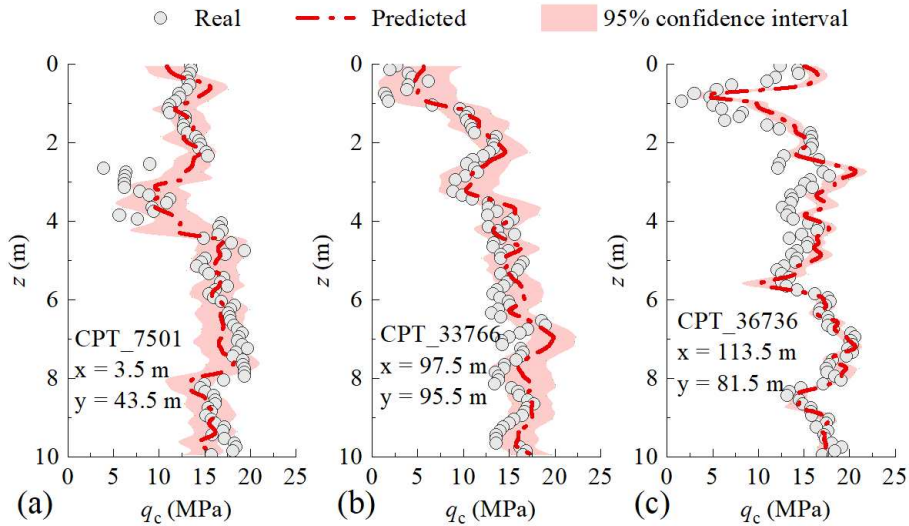 Real Predicted 95% confidence interval
0
2
4
6
8
10
z (m)
CPT_7501
x = 3.5 m
y = 43.5 m
0 5 10 15 20 25
(a)
qc (MPa)
0
2
4
6
8
10
z (m)
CPT_33766
x = 97.5 m
y = 95.5 m
0 5 10 15 20 25
(b)
qc (MPa)
0
2
4
6
8
10
z (m)
CPT_36736
x = 113.5 m
y = 81.5 m
0 5 10 15 20 25
(c)
qc (MPa)